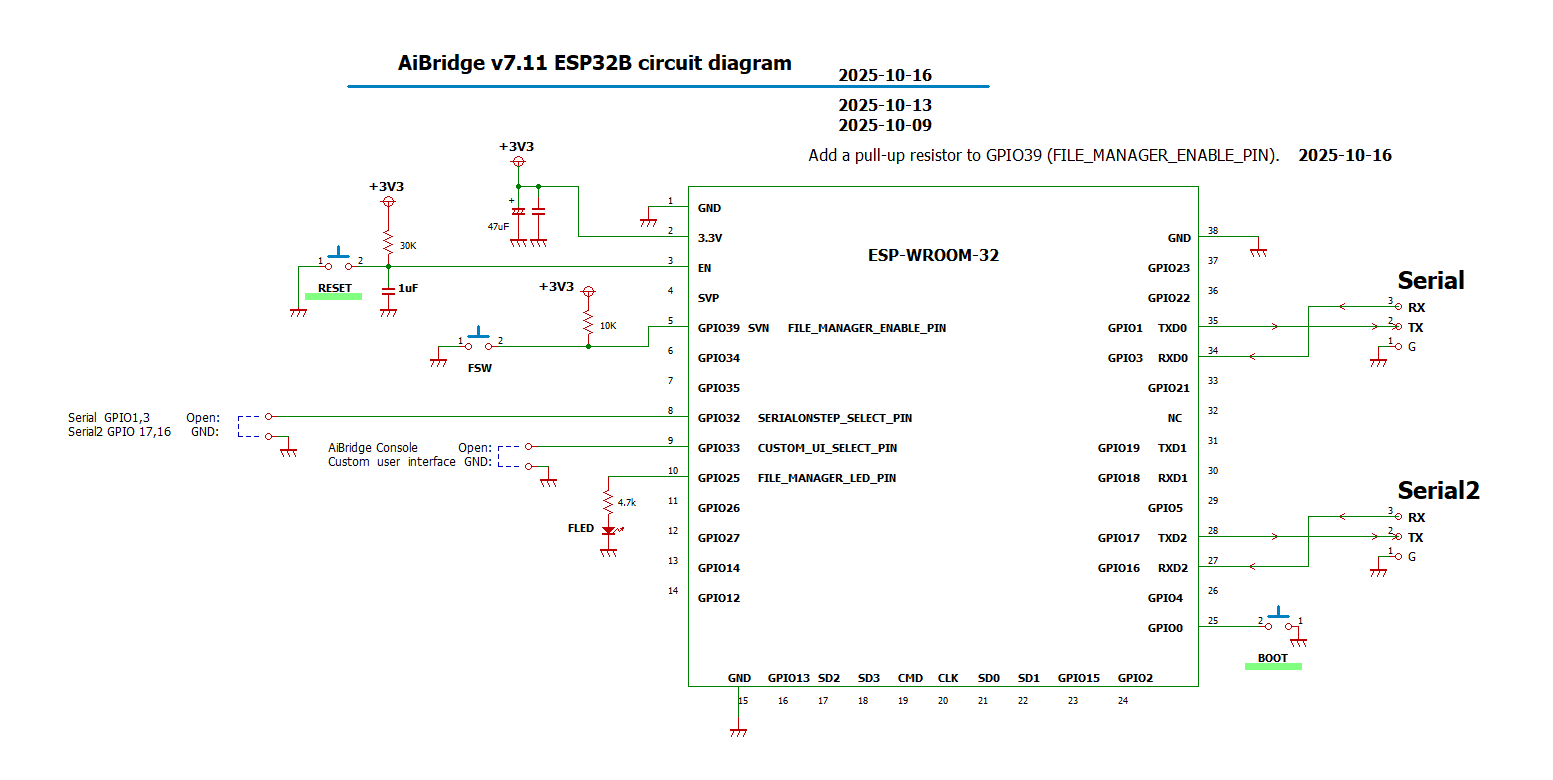 AiBridge v7.11 ESP32B circuit diagram
2025-10-16
2025-10-13
2025-10-09
Add a pull-up resistor to GPIO39 (FILE_MANAGER_ENABLE_PIN). 2025-10-16
+3V3
+
47uF
+3V3
30K
1 2
RESET
1uF
+3V3
10K
1 2
FSW
Serial GPIO1,3 Open:
Serial2 GPIO 17,16 GND:
AiBridge Console Open:
Custom user interface GND:
4.7k
FLED
ESP-WROOM-32
1 GND
2 3.3V
3 EN
4 SVP
5 GPIO39 SVN FILE_MANAGER_ENABLE_PIN
6 GPIO34
7 GPIO35
8 GPIO32 SERIALONSTEP_SELECT_PIN
9 GPIO33 CUSTOM_UI_SELECT_PIN
10 GPIO25 FILE_MANAGER_LED_PIN
11 GPIO26
12 GPIO27
13 GPIO14
14 GPIO12
GND GPIO13 SD2 SD3 CMD CLK SD0 SD1 GPIO15 GPIO2
15 16 17 18 19 20 21 22 23 24
GND 38
GPIO23 37
GPIO22 36
GPIO1 TXD0 35
GPIO3 RXD0 34
GPIO21 33
NC 32
GPIO19 TXD1 31
GPIO18 RXD1 30
GPIO5 29
GPIO17 TXD2 28
GPIO16 RXD2 27
GPIO4 26
GPIO0 25
Serial
3 RX
2 TX
1 G
Serial2
3 RX
2 TX
1 G
2 1
BOOT